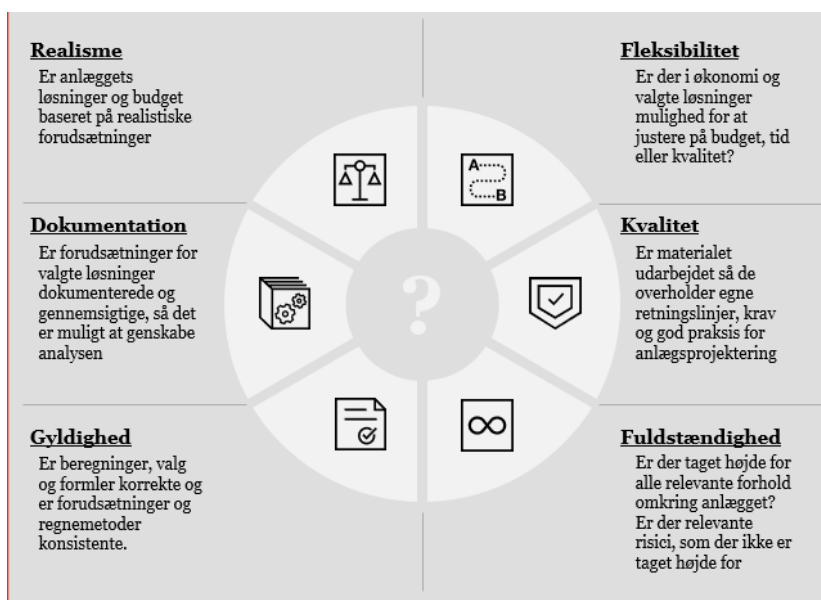 Realisme
Er anlæggets
løsninger og budget
baseret på realistiske
forudsætninger
Dokumentation
Er forudsætninger for
valgte løsninger
dokumenterede og
gennemsigtige, så det
er muligt at genskabe
analysen
Gyldighed
Er beregninger, valg
og formler korrekte og
er forudsætninger og
regnemetoder
konsistente.
A
B
?
Fleksibilitet
Er der i økonomi og
valgte løsninger
mulighed for at
justere på budget, tid
eller kvalitet?
Kvalitet
Er materialet
udarbejdet så de
overholder egne
retningslinjer, krav
og god praksis for
anlægsprojektering
Fuldstændighed
Er der taget højde for
alle relevante forhold
omkring anlægget?
Er der relevante
risici, som der ikke er
taget højde for